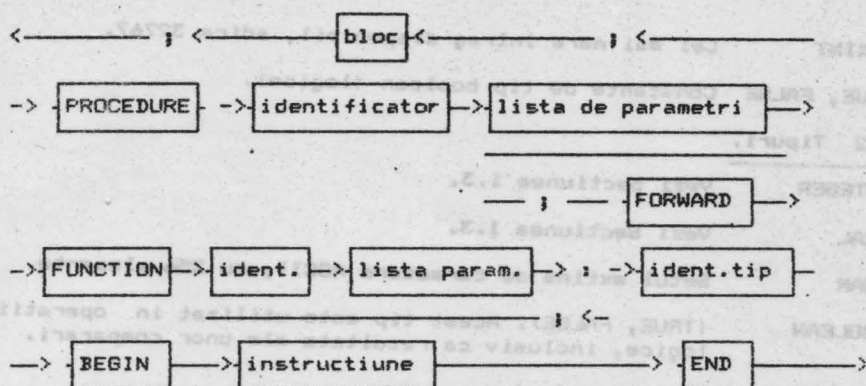 <—— ; <—— bloc <—— ; <——
-> PROCEDURE -> identificator -> lista de parametri ->
—— ; —— FORWARD ->
-> FUNCTION -> ident. -> lista param. -> : -> ident.tip
—— ; <-
-> BEGIN -> instructiune —— END ->